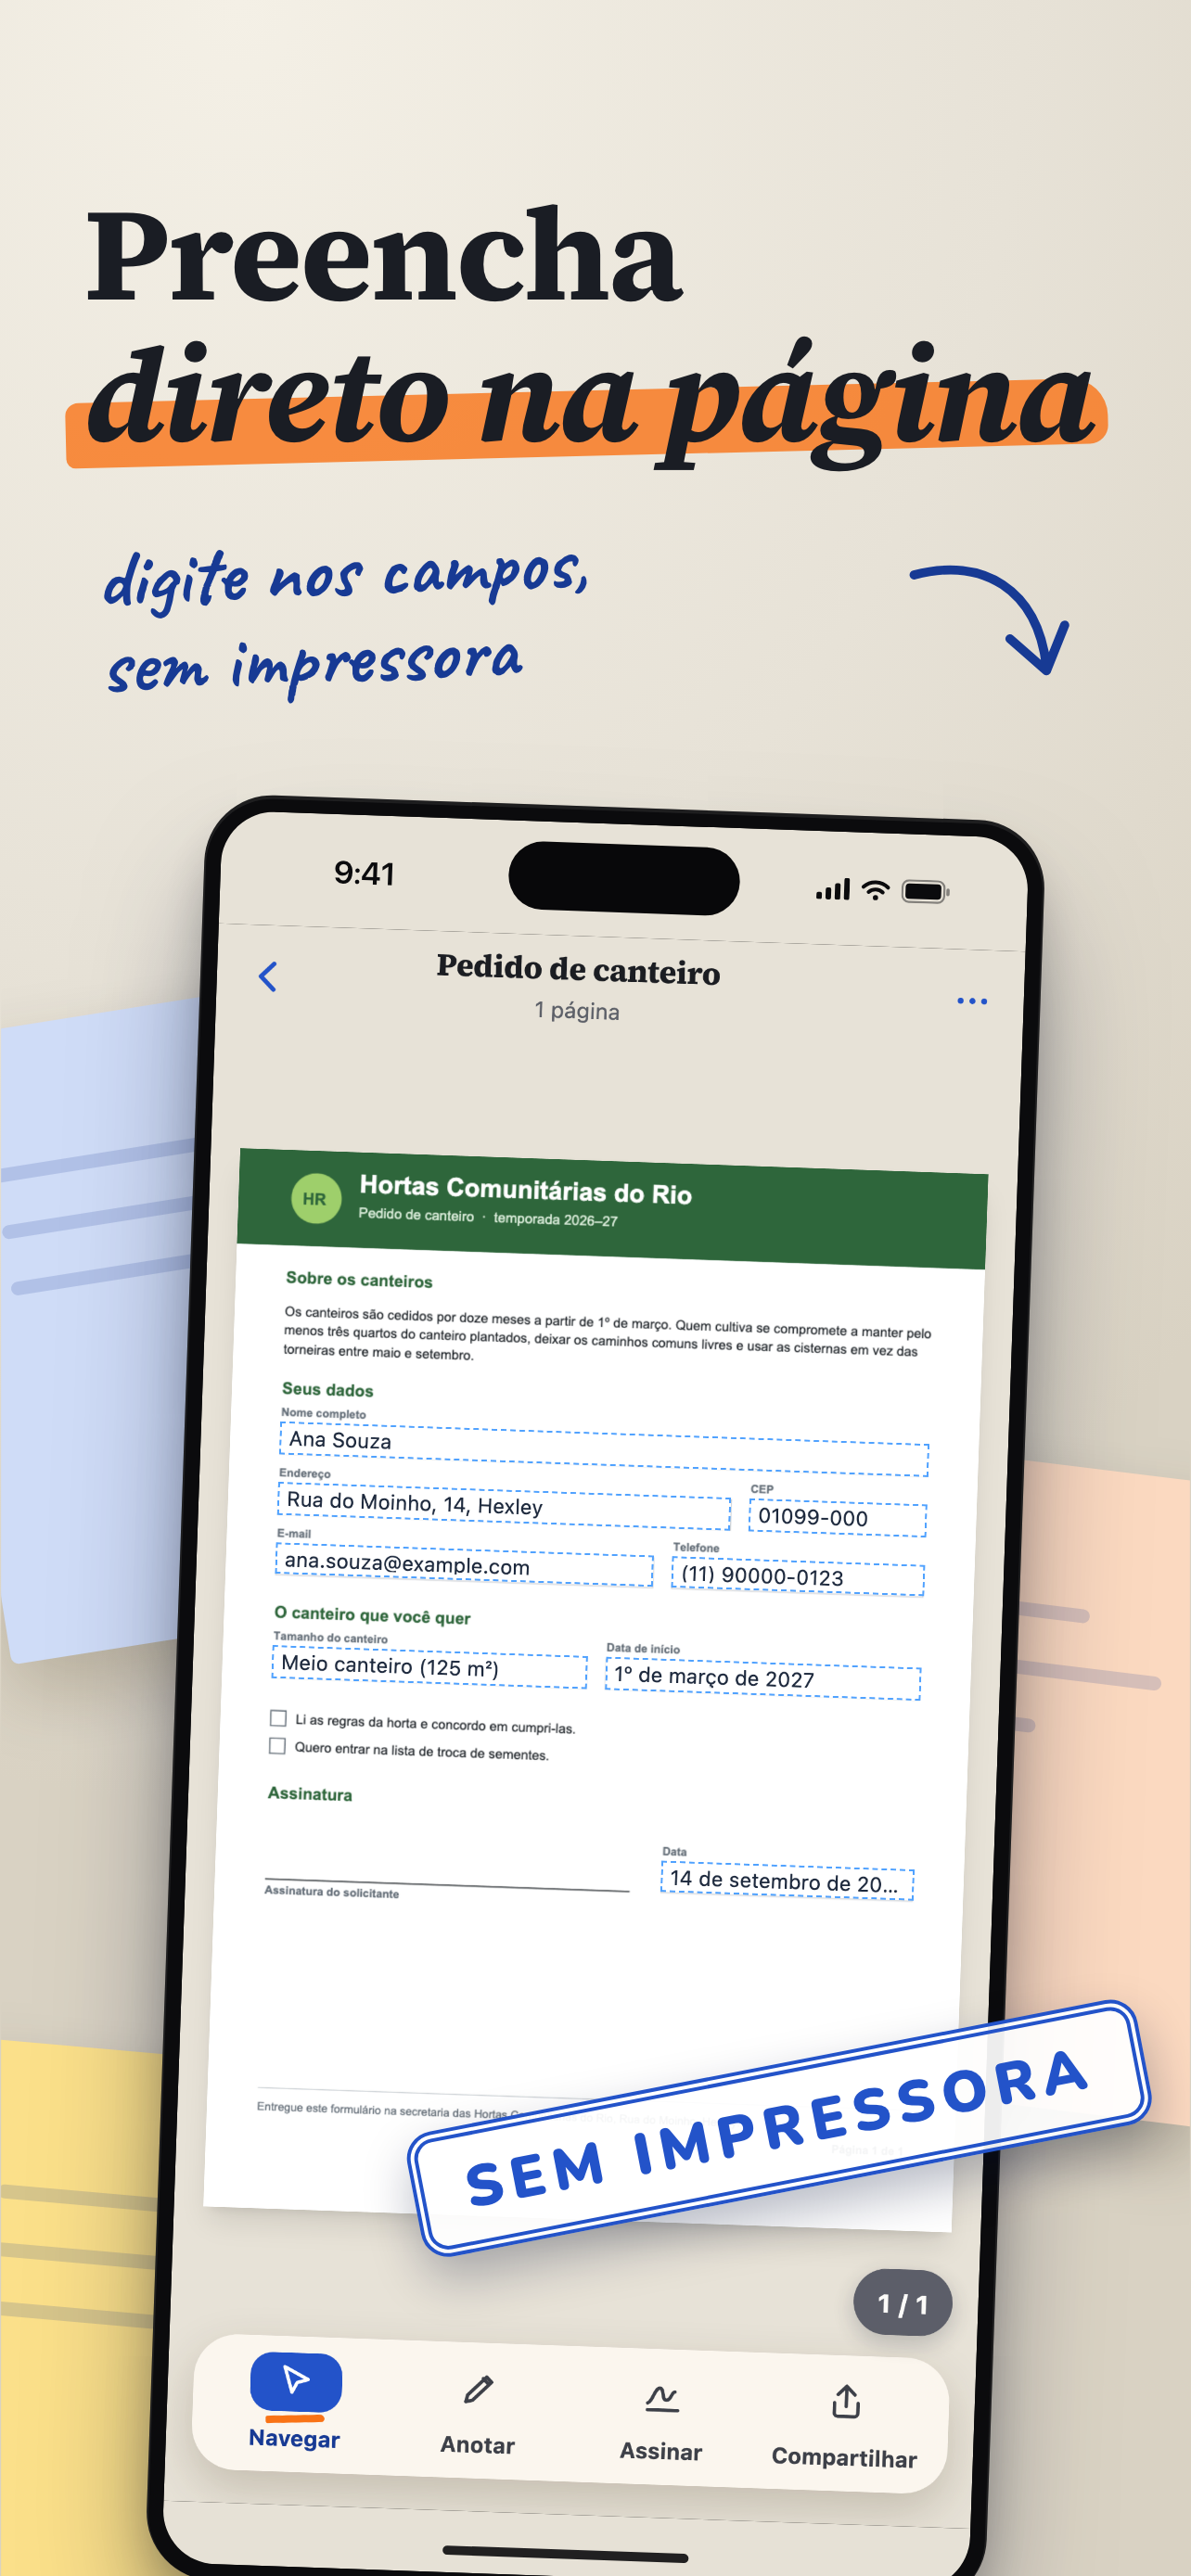 Preencha
direto na página
digite nos campos,
sem impressora
9:41
Pedido de canteiro
1 página
HR
Hortas Comunitárias do Rio
Pedido de canteiro · temporada 2026–27
Sobre os canteiros
Os canteiros são cedidos por doze meses a partir de 1º de março. Quem cultiva se compromete a manter pelo
menos três quartos do canteiro plantados, deixar os caminhos comuns livres e usar as cisternas em vez das
torneiras entre maio e setembro.
Seus dados
Nome completo
Ana Souza
Endereço
CEP
Rua do Moinho, 14, Hexley
01099-000
E-mail
Telefone
ana.souza@example.com
(11) 90000-0123
O canteiro que você quer
Tamanho do canteiro
Data de início
Meio canteiro (125 m²)
1º de março de 2027
Li as regras da horta e concordo em cumpri-las.
Quero entrar na lista de troca de sementes.
Assinatura
Data
14 de setembro de 20...
Assinatura do solicitante
Entregue este formulário na secretaria das Hortas
Página 1 de 1
SEM IMPRESSORA
1 / 1
Navegar
Anotar
Assinar
Compartilhar